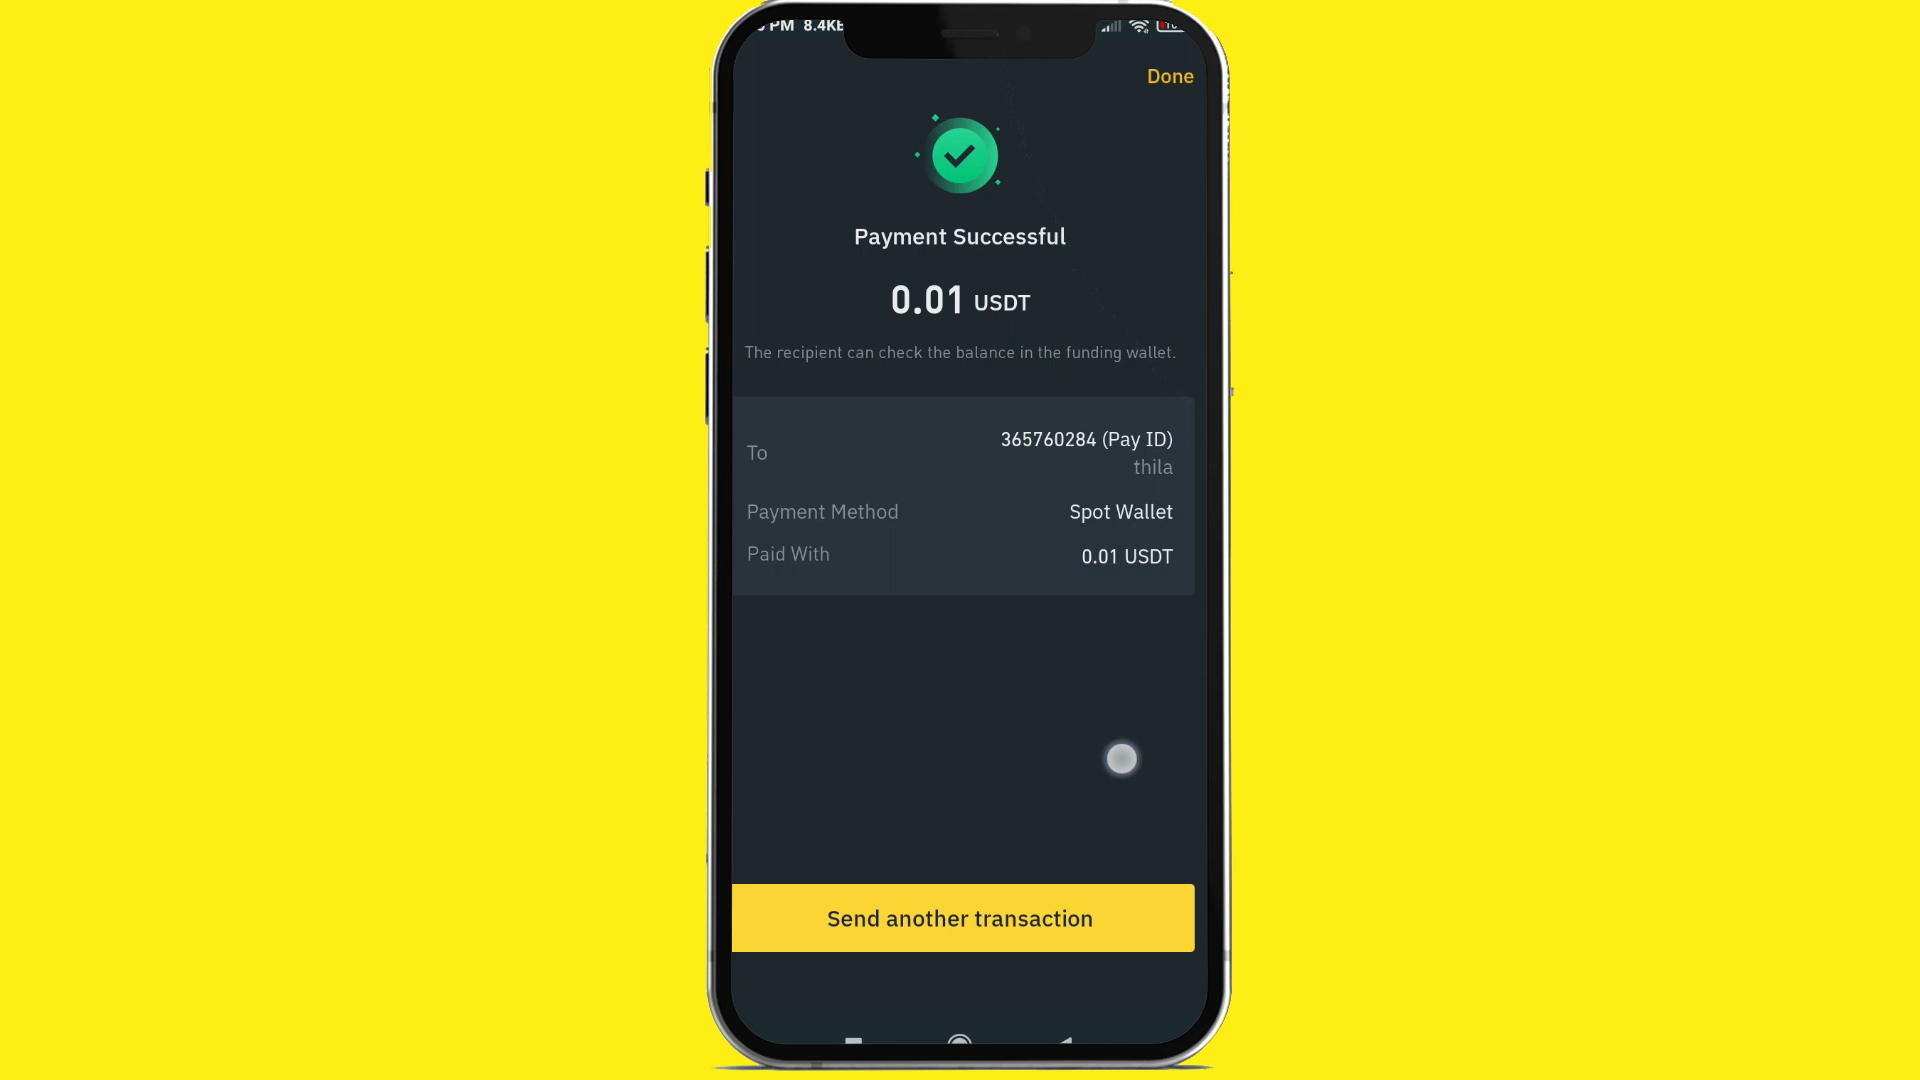 PM 8.4KB
Done
Payment Successful
0.01 USDT
The recipient can check the balance in the funding wallet.
To
365760284 (Pay ID)
thila
Payment Method Spot Wallet
Paid With 0.01 USDT
Send another transaction